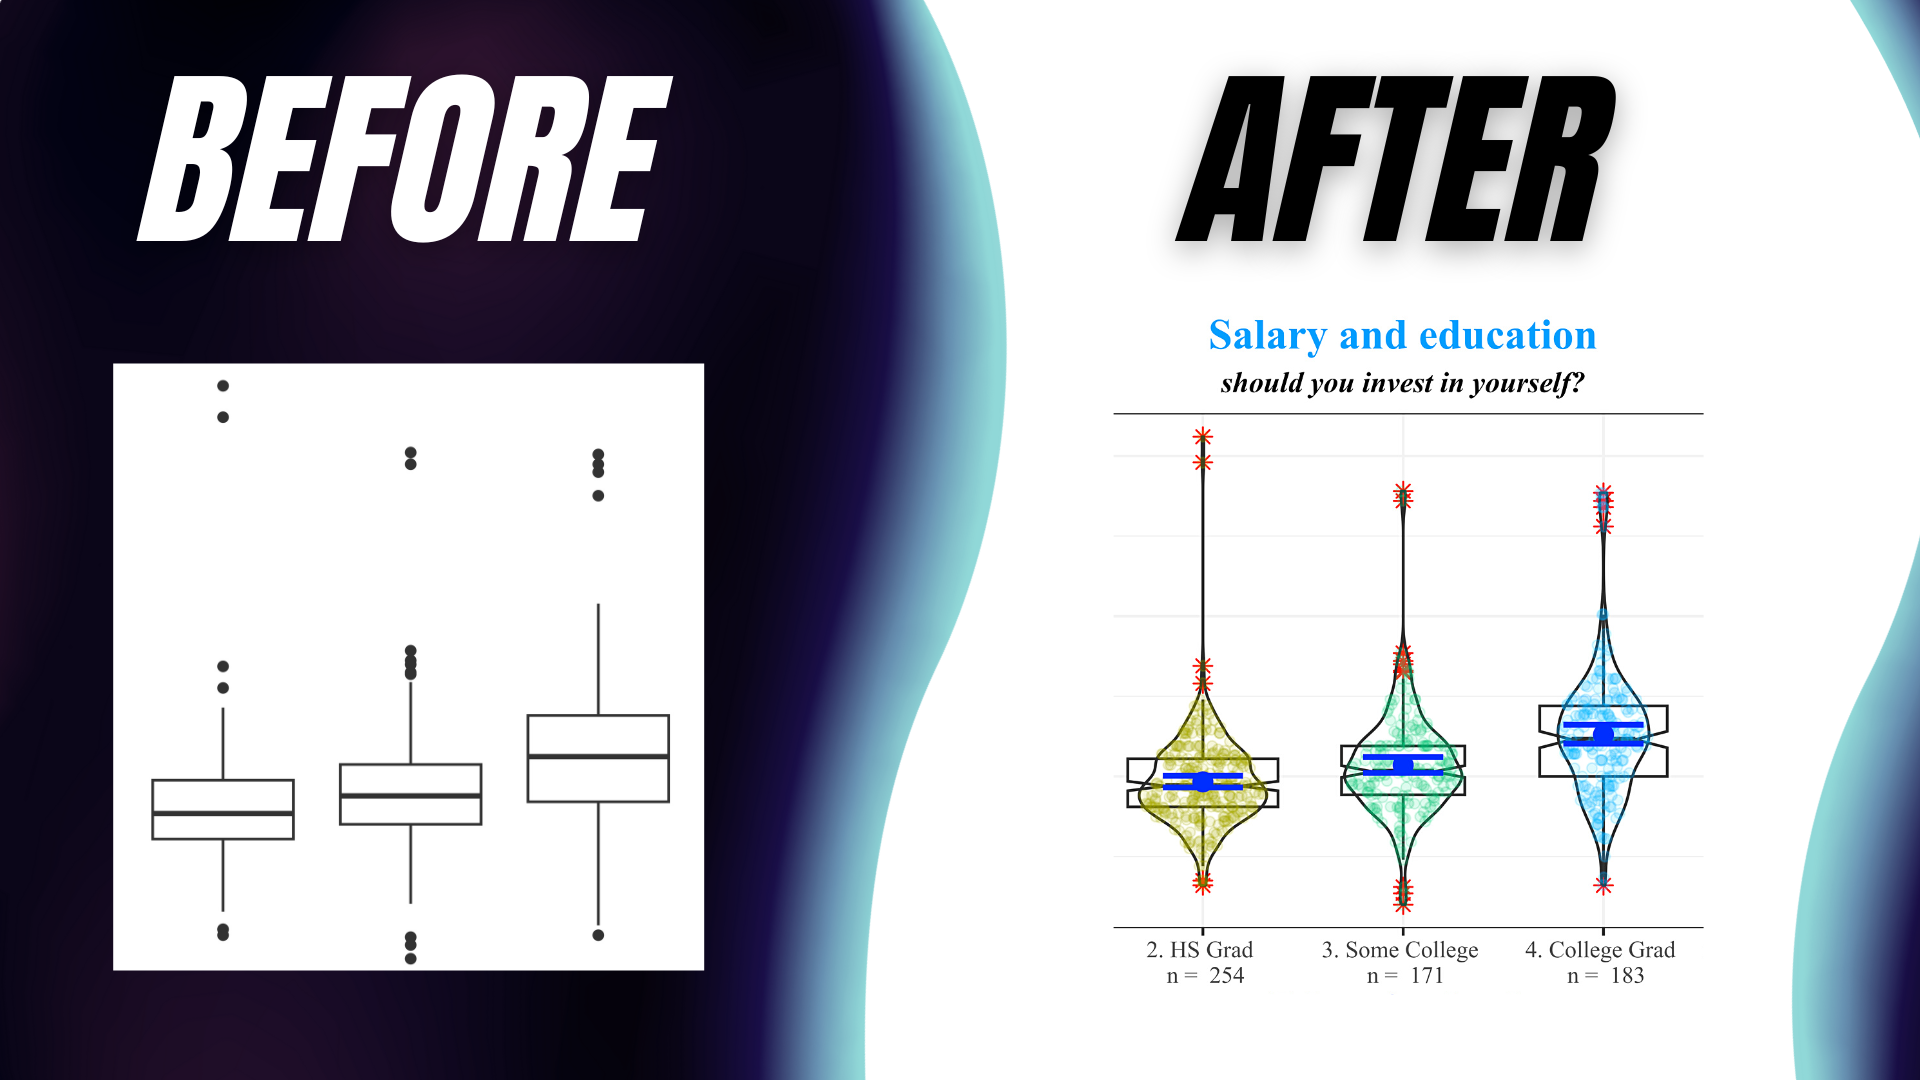 BEFORE
AFTER
Salary and education
should you invest in yourself?
2. HS Grad
n = 254
3. Some College
n = 171
4. College Grad
n = 183